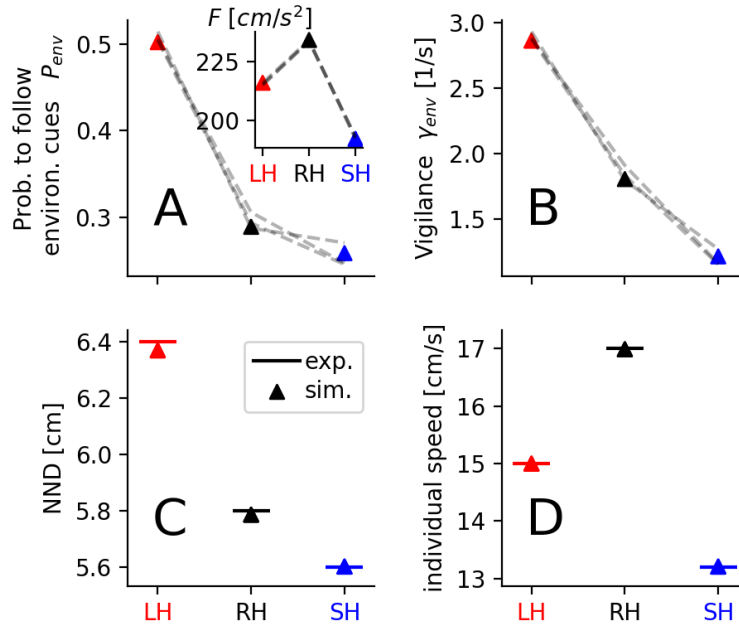 F [cm/s²]
Prob. to follow
environ. cues P_env
0.5
0.4
0.3
225
200
LH RH SH
A
Vigilance γ_env [1/s]
3.0
2.5
2.0
1.5
B
NND [cm]
6.4
6.2
6.0
5.8
5.6
exp.
sim.
C
LH RH SH
individual speed [cm/s]
17
16
15
14
13
D
LH RH SH